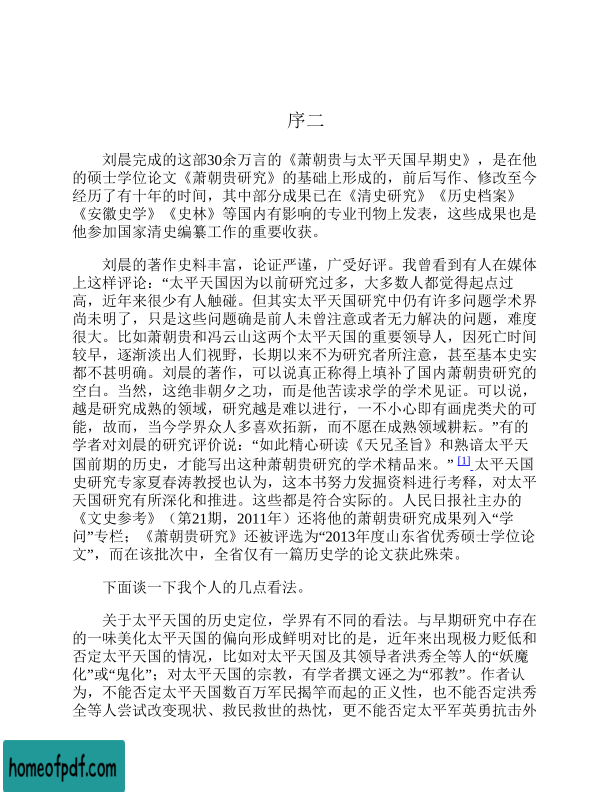 序二
刘晨完成的这部30余万言的《萧朝贵与太平天国早期史》，是在他
的硕士学位论文《萧朝贵研究》的基础上形成的，前后写作、修改至今
经历了有十年的时间，其中部分成果已在《清史研究》《历史档案》
《安徽史学》《史林》等国内有影响的专业刊物上发表，这些成果也是
他参加国家清史编纂工作的重要收获。
刘晨的著作史料丰富，论证严谨，广受好评。我曾看到有人在媒体
上这样评论：“太平天国因为以前研究过多，大多数人都觉得起点过
高，近年来很少有人触碰。但其实太平天国研究中仍有许多问题学术界
尚未明了，只是这些问题确是前人未曾注意或者无力解决的问题，难度
很大。比如萧朝贵和冯云山这两个太平天国的重要领导人，因死亡时间
较早，逐渐淡出人们视野，长期以来不为研究者所注意，甚至基本史实
都不甚明确。刘晨的著作，可以说真正称得上填补了国内萧朝贵研究的
空白。当然，这绝非朝夕之功，而是他苦读求学的学术见证。可以说，
越是研究成熟的领域，研究越是难以进行，一不小心即有画虎类犬的可
能，故而，当今学界众人多喜欢拓新，而不愿在成熟领域耕耘。”有的
学者对刘晨的研究评价说：“如此精心研读《天兄圣旨》和熟谙太平天
国前期的历史，才能写出这种萧朝贵研究的学术精品来。” [1] 太平天国
史研究专家夏春涛教授也认为，这本书努力发掘资料进行考释，对太平
天国研究有所深化和推进。这些都是符合实际的。人民日报社主办的
《文史参考》（第21期，2011年）还将他的萧朝贵研究成果列入“学
问”专栏；《萧朝贵研究》还被评选为“2013年度山东省优秀硕士学位论
文”，而在该批次中，全省仅有一篇历史学的论文获此殊荣。
下面谈一下我个人的几点看法。
关于太平天国的历史定位，学界有不同的看法。与早期研究中存在
的一味美化太平天国的偏向形成鲜明对比的是，近年来出现极力贬低和
否定太平天国的情况，比如对太平天国及其领导者洪秀全等人的“妖魔
化”或“鬼化”；对太平天国的宗教，有学者撰文诬之为“邪教”。作者认
为，不能否定太平天国数百万军民揭竿而起的正义性，也不能否定洪秀
全等人尝试改变现状、救民救世的热忱，更不能否定太平军英勇抗击外
homeofpdf.com